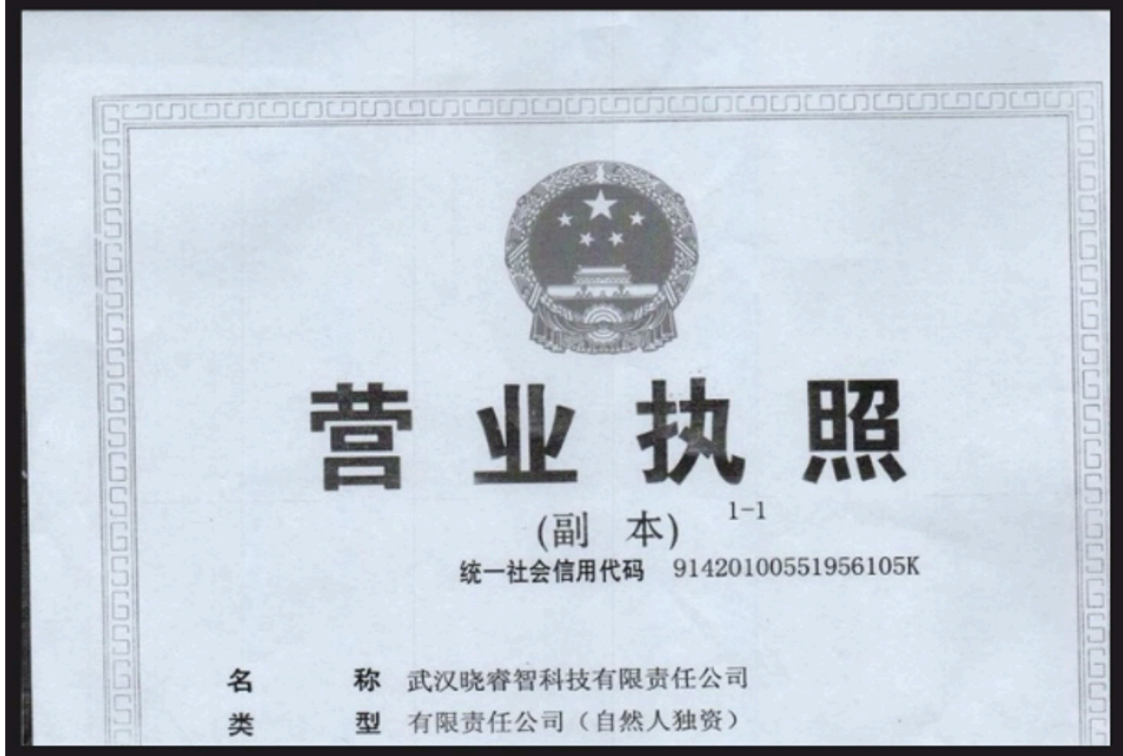 营业执照
(副 本) 1-1
统一社会信用代码 91420100551956105K
名 称 武汉晓睿智科技有限责任公司
类 型 有限责任公司（自然人独资）